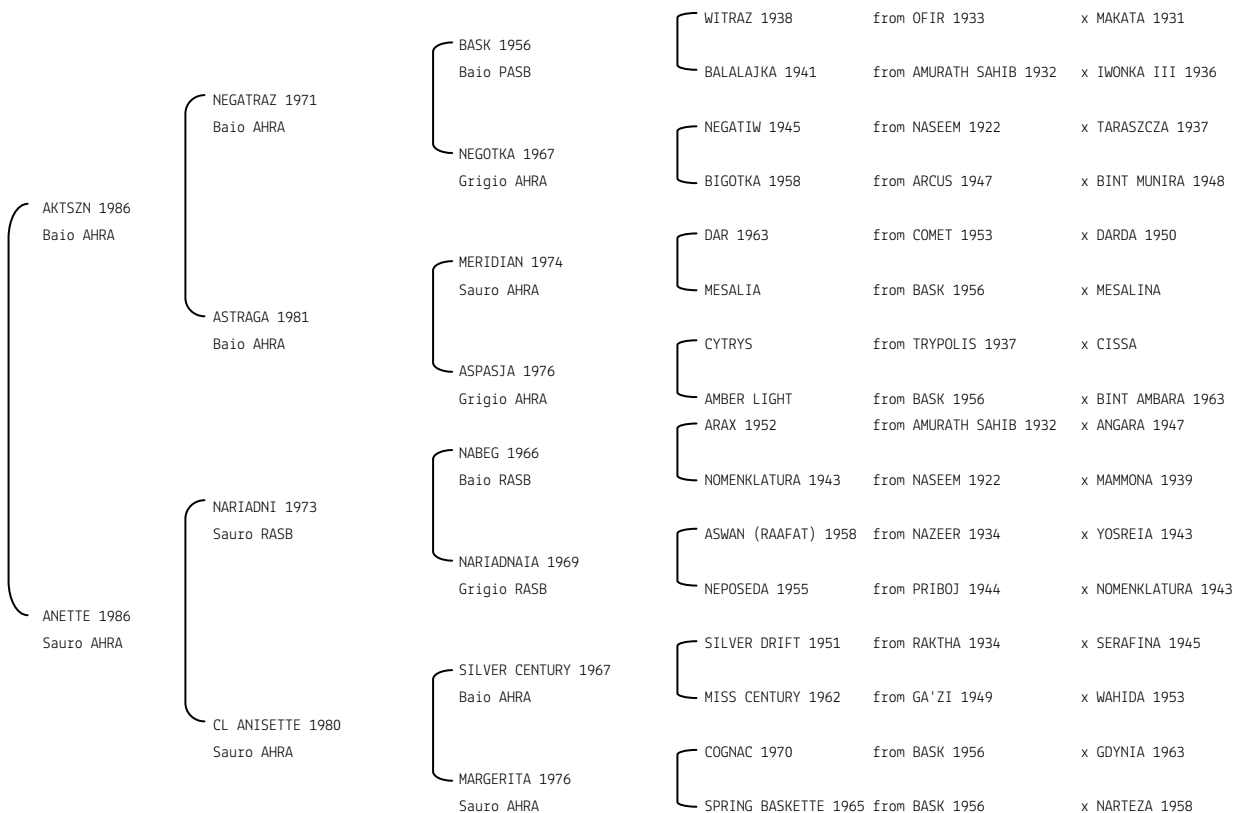 WITRAZ 1938 from OFIR 1933 x MAKATA 1931
BASK 1956
Baio PASB
BALALAJKA 1941 from AMURATH SAHIB 1932 x IWONKA III 1936
NEGATRAZ 1971
Baio AHRA
NEGATIW 1945 from NASEEM 1922 x TARASZCZA 1937
NEGOTKA 1967
Grigio AHRA
BIGOTKA 1958 from ARCUS 1947 x BINT MUNIRA 1948
AKTSZN 1986
Baio AHRA
DAR 1963 from COMET 1953 x DARDA 1950
MERIDIAN 1974
Sauro AHRA
MESALIA from BASK 1956 x MESALINA
ASTRAGA 1981
Baio AHRA
CYTRYS from TRYPOLIS 1937 x CISSA
ASPASJA 1976
Grigio AHRA
AMBER LIGHT from BASK 1956 x BINT AMBARA 1963
ARAX 1952 from AMURATH SAHIB 1932 x ANGARA 1947
NABEG 1966
Baio RASB
NOMENKLATURA 1943 from NASEEM 1922 x MAMMONA 1939
NARIADNI 1973
Sauro RASB
ASWAN (RAAFAT) 1958 from NAZEER 1934 x YOSREIA 1943
NARIADNAIA 1969
Grigio RASB
NEPOSEDA 1955 from PRIBOJ 1944 x NOMENKLATURA 1943
ANETTE 1986
Sauro AHRA
SILVER DRIFT 1951 from RAKTHA 1934 x SERAFINA 1945
SILVER CENTURY 1967
Baio AHRA
MISS CENTURY 1962 from GA'ZI 1949 x WAHIDA 1953
CL ANISETTE 1980
Sauro AHRA
COGNAC 1970 from BASK 1956 x GDYNIA 1963
MARGERITA 1976
Sauro AHRA
SPRING BASKETTE 1965 from BASK 1956 x NARTEZA 1958